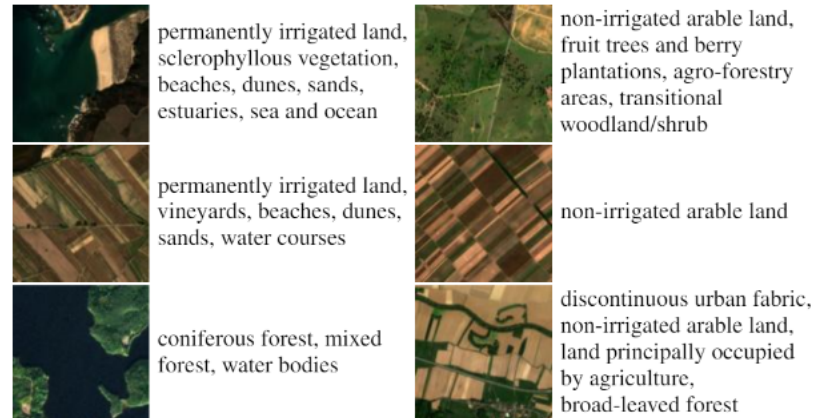 permanently irrigated land,
sclerophyllous vegetation,
beaches, dunes, sands,
estuaries, sea and ocean
non-irrigated arable land,
fruit trees and berry
plantations, agro-forestry
areas, transitional
woodland/shrub
permanently irrigated land,
vineyards, beaches, dunes,
sands, water courses
non-irrigated arable land
coniferous forest, mixed
forest, water bodies
discontinuous urban fabric,
non-irrigated arable land,
land principally occupied
by agriculture,
broad-leaved forest